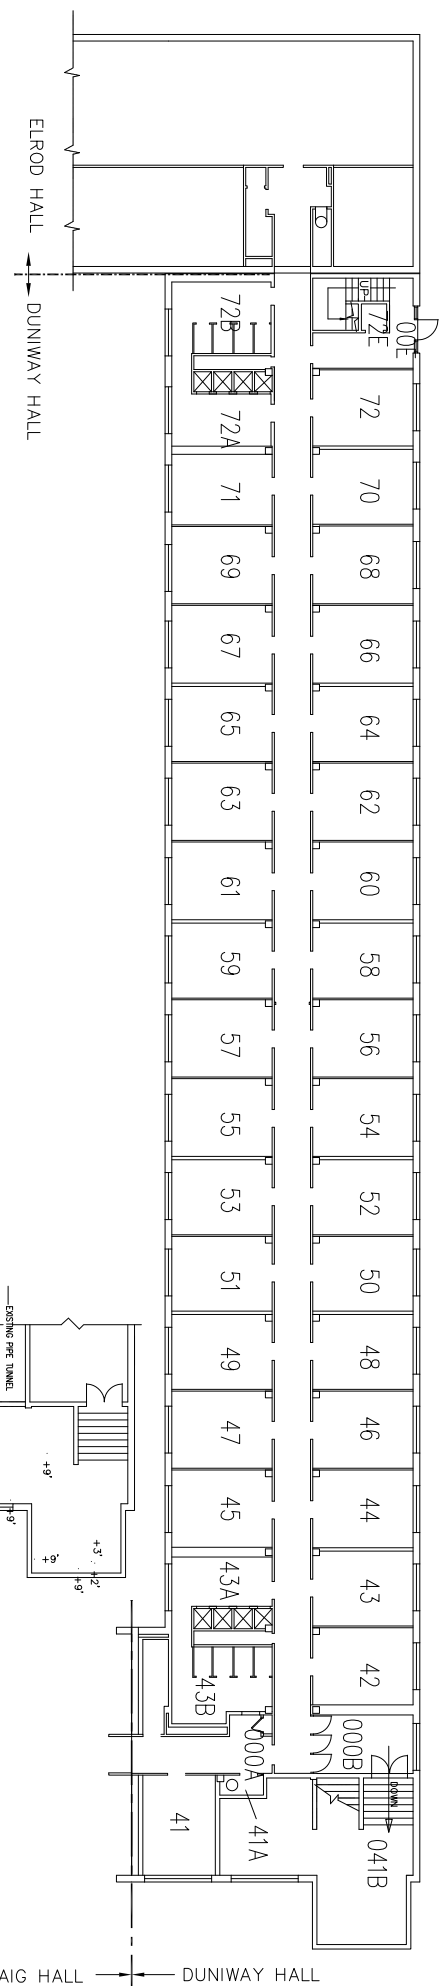 ELROD HALL
DUNIWAY HALL
UP
72E
00E
72B
72A
72
71
70
69
68
67
66
65
64
63
62
61
60
59
58
57
56
55
54
53
52
51
50
49
48
47
46
45
44
43A
43
43B
42
000A
000B
DOWN
041B
41
41A
EXISTING PIPE TUNNEL
+9'
+9'
+9'
+3'
+2'
+9'
AIG HALL
DUNIWAY HALL